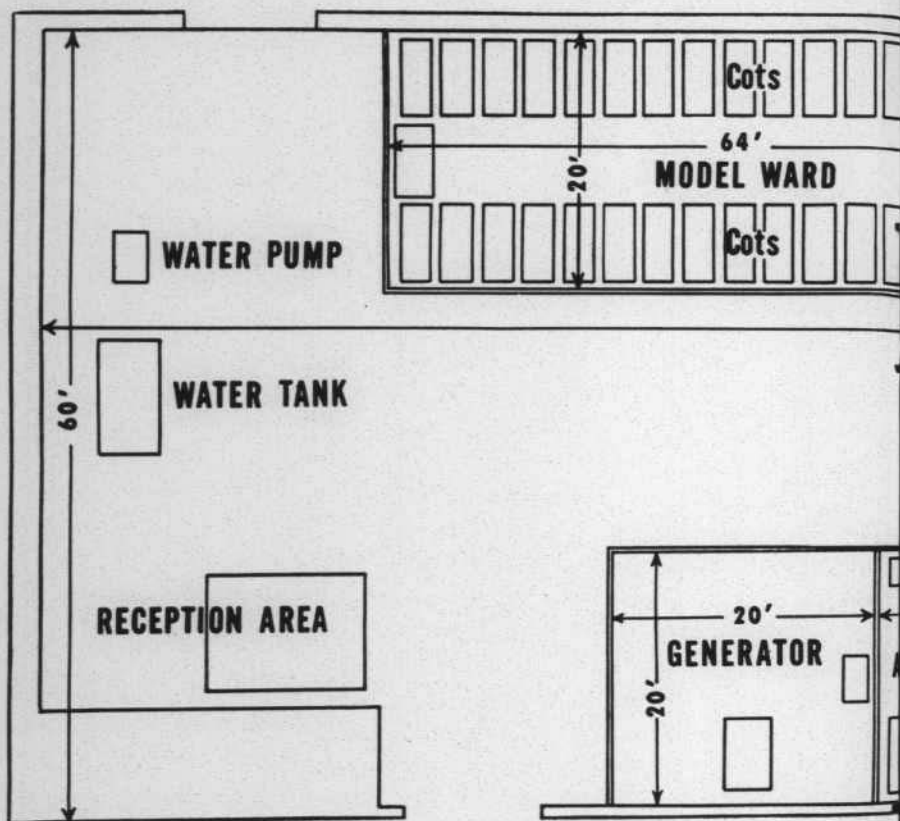 Cots
64'
20'
MODEL WARD
Cots
WATER PUMP
60'
WATER TANK
RECEPTION AREA
20'
GENERATOR
20'